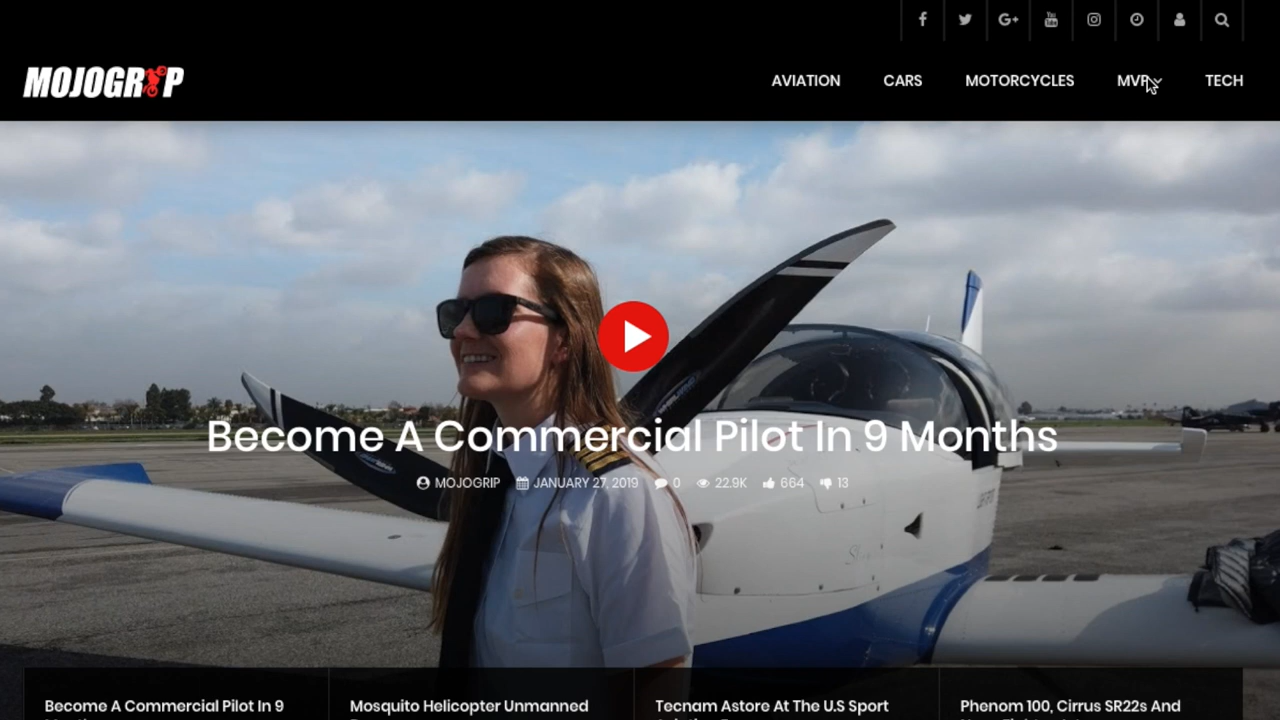 MOJOGRIP
AVIATION CARS MOTORCYCLES MVP TECH
Become A Commercial Pilot In 9 Months
MOJOGRIP JANUARY 27, 2019 0 22.9K 664 13
Become A Commercial Pilot In 9
Mosquito Helicopter Unmanned
Tecnam Astore At The U.S Sport
Phenom 100, Cirrus SR22s And